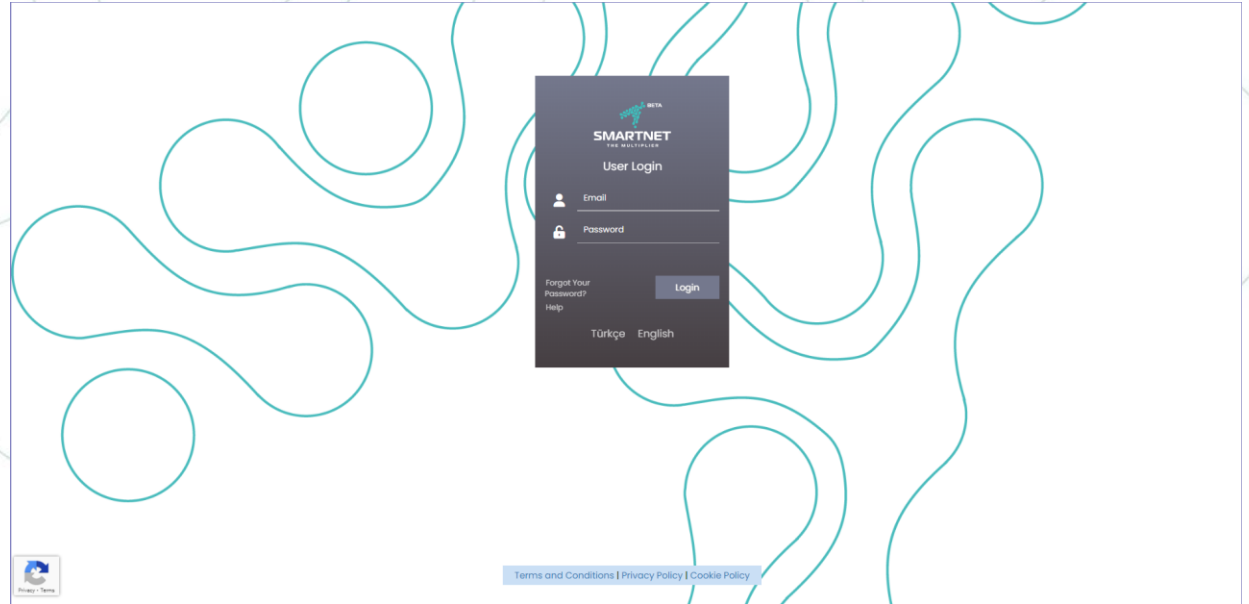 BETA
SMARTNET
THE MULTIPLIER
User Login
Email
Password
Forgot Your
Password?
Login
Help
Türkçe English
Terms and Conditions | Privacy Policy | Cookie Policy
Privacy - Terms